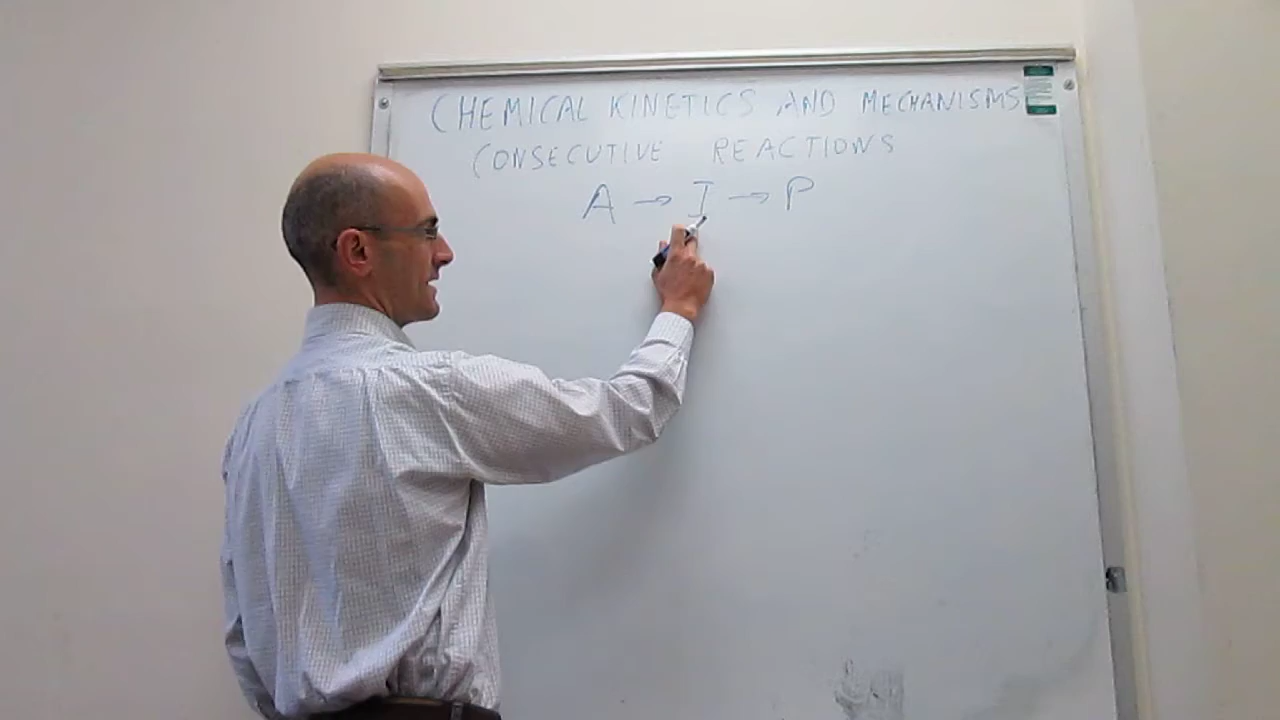 CHEMICAL KINETICS AND MECHANISMS
CONSECUTIVE REACTIONS
A → I → P